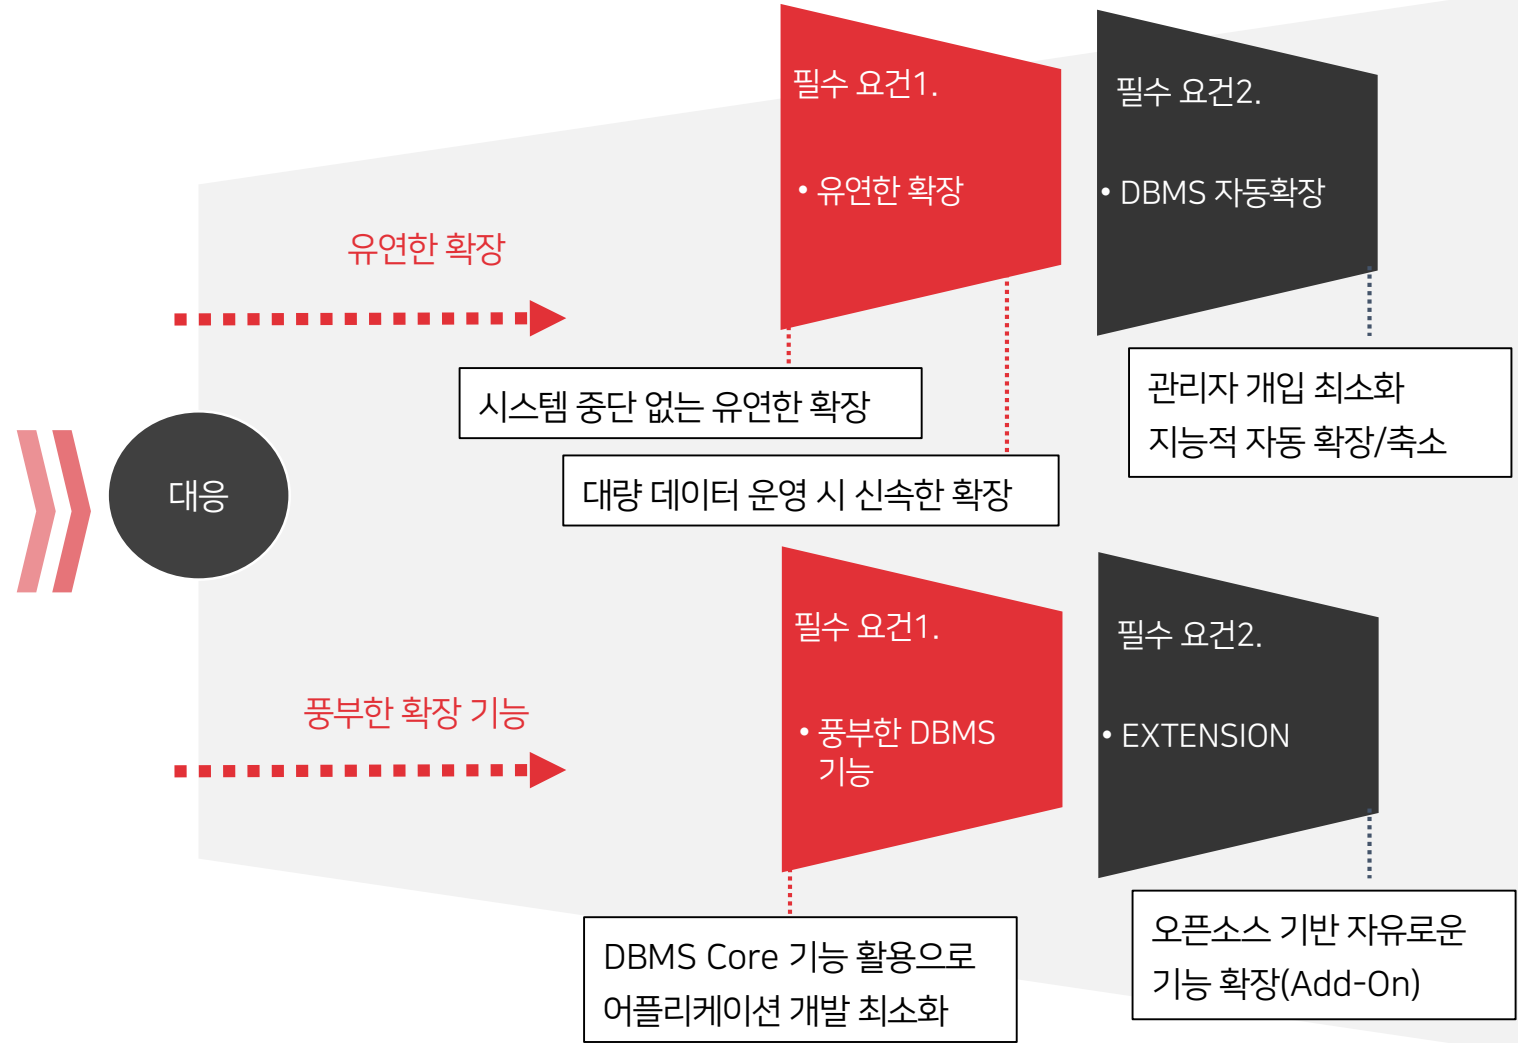 필수 요건1.
• 유연한 확장
필수 요건2.
• DBMS 자동확장
유연한 확장
시스템 중단 없는 유연한 확장
대량 데이터 운영 시 신속한 확장
관리자 개입 최소화
지능적 자동 확장/축소
대응
풍부한 확장 기능
필수 요건1.
• 풍부한 DBMS
기능
필수 요건2.
• EXTENSION
DBMS Core 기능 활용으로
어플리케이션 개발 최소화
오픈소스 기반 자유로운
기능 확장(Add-On)